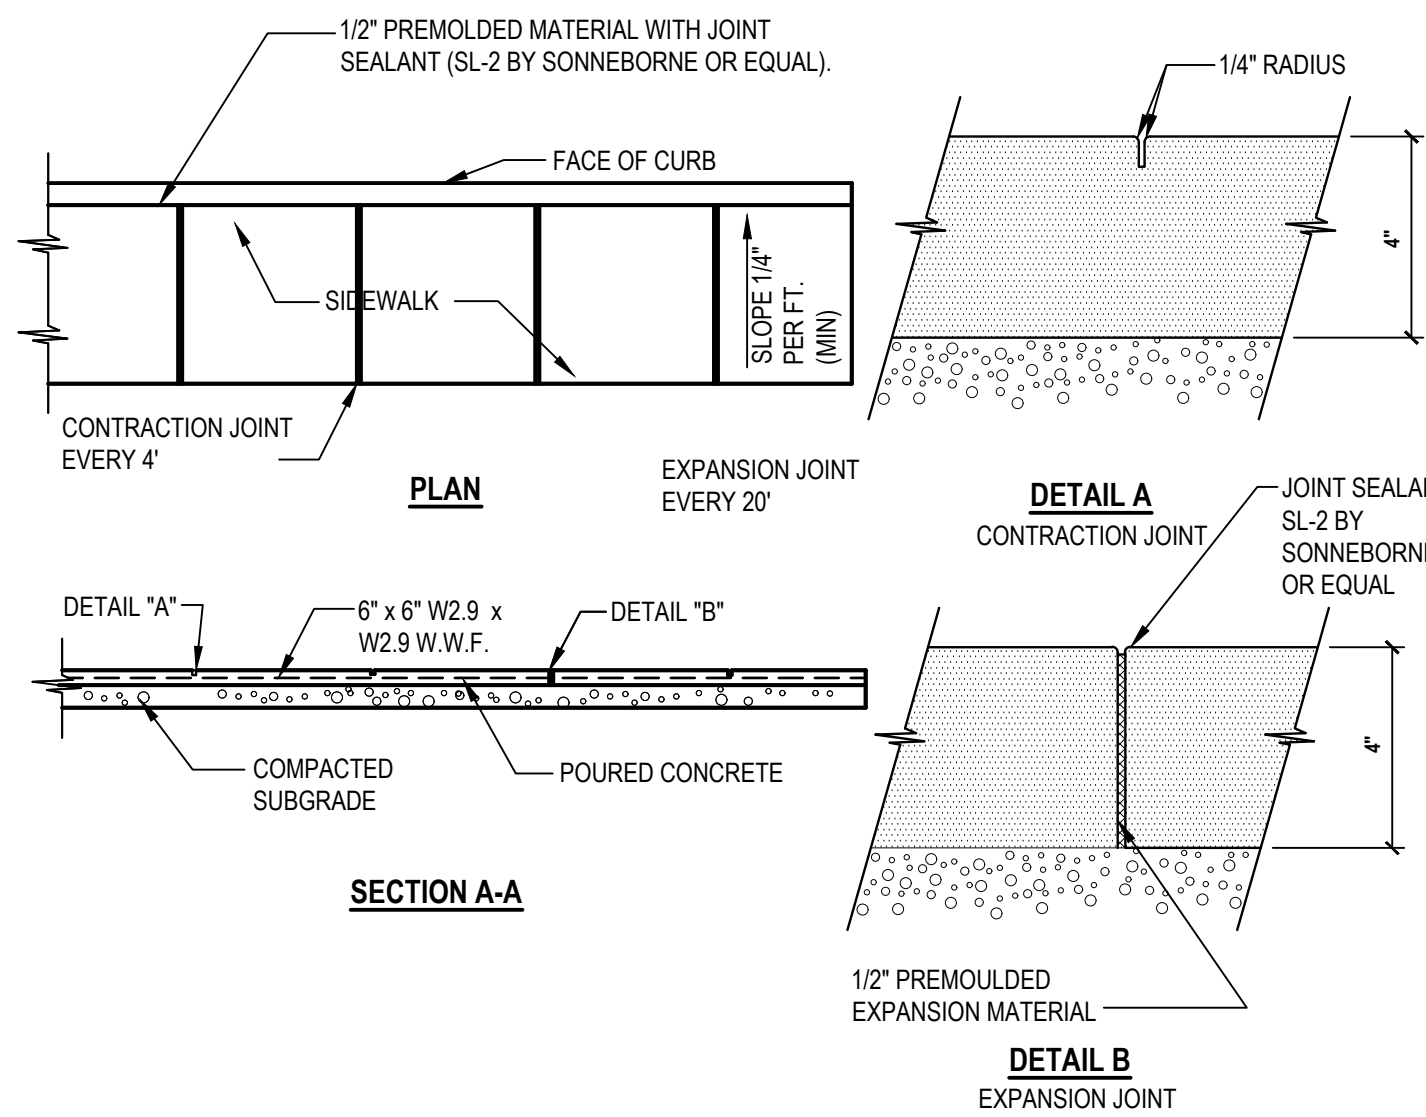 1/2" PREMOLDED MATERIAL WITH JOINT
SEALANT (SL-2 BY SONNEBORNE OR EQUAL).
FACE OF CURB
SIDEWALK
SLOPE 1/4"
PER FT.
(MIN)
CONTRACTION JOINT
EVERY 4'
PLAN
EXPANSION JOINT
EVERY 20'
1/4" RADIUS
4"
DETAIL A
CONTRACTION JOINT
JOINT SEALAN
SL-2 BY
SONNEBORNE
OR EQUAL
DETAIL "A"
6" x 6" W2.9 x
W2.9 W.W.F.
DETAIL "B"
COMPACTED
SUBGRADE
POURED CONCRETE
SECTION A-A
4"
1/2" PREMOULDED
EXPANSION MATERIAL
DETAIL B
EXPANSION JOINT